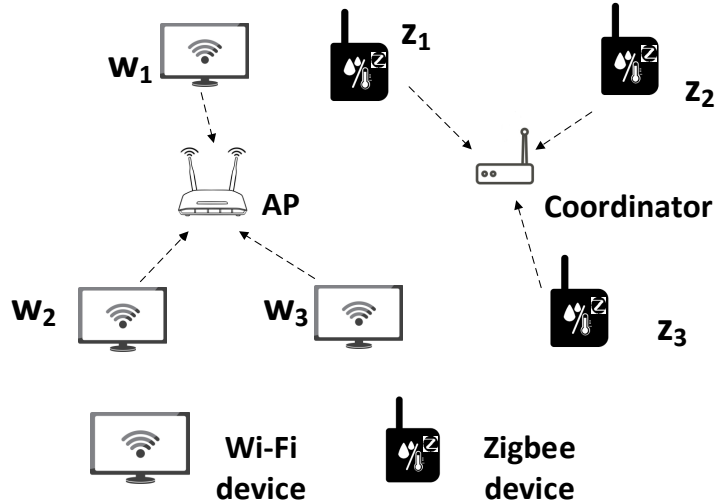 w₁
z₁
z₂
AP
Coordinator
w₂
w₃
z₃
Wi-Fi
device
Zigbee
device